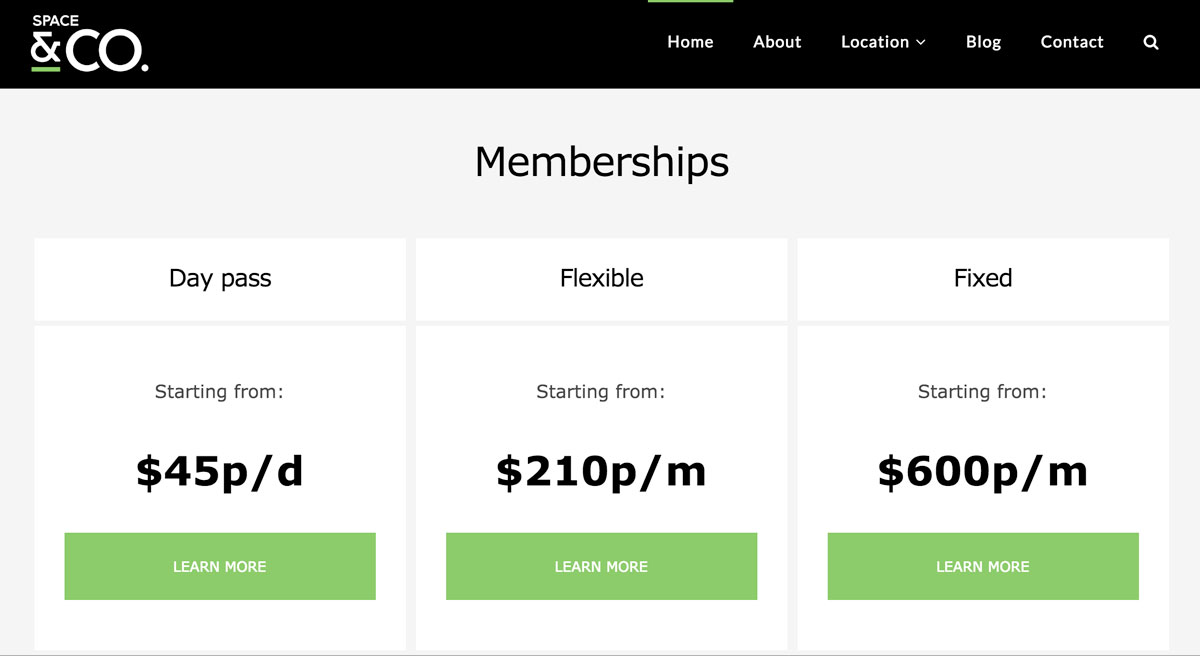 SPACE
&CO.
Home About Location Blog Contact
Memberships
Day pass
Starting from:
$45p/d
LEARN MORE
Flexible
Starting from:
$210p/m
LEARN MORE
Fixed
Starting from:
$600p/m
LEARN MORE